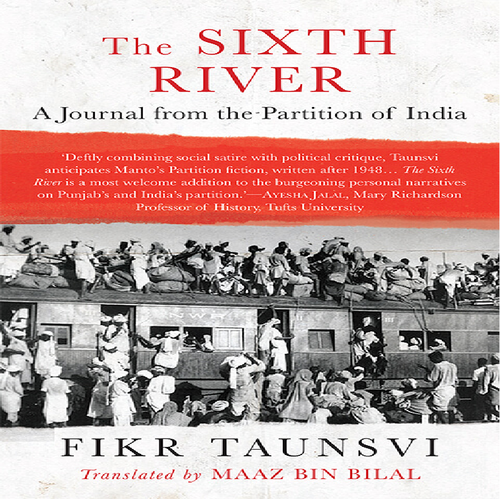 The SIXTH
RIVER
A Journal from the Partition of India
'Deftly combining social satire with political critique, Taunsvi
anticipates Manto's Partition fiction, written after 1948… The Sixth
River is a most welcome addition to the burgeoning personal narratives
on Punjab's and India's partition.'—AYESHA JALAL, Mary Richardson
Professor of History, Tufts University
N W R
FIKR TAUNSVI
Translated by MAAZ BIN BILAL